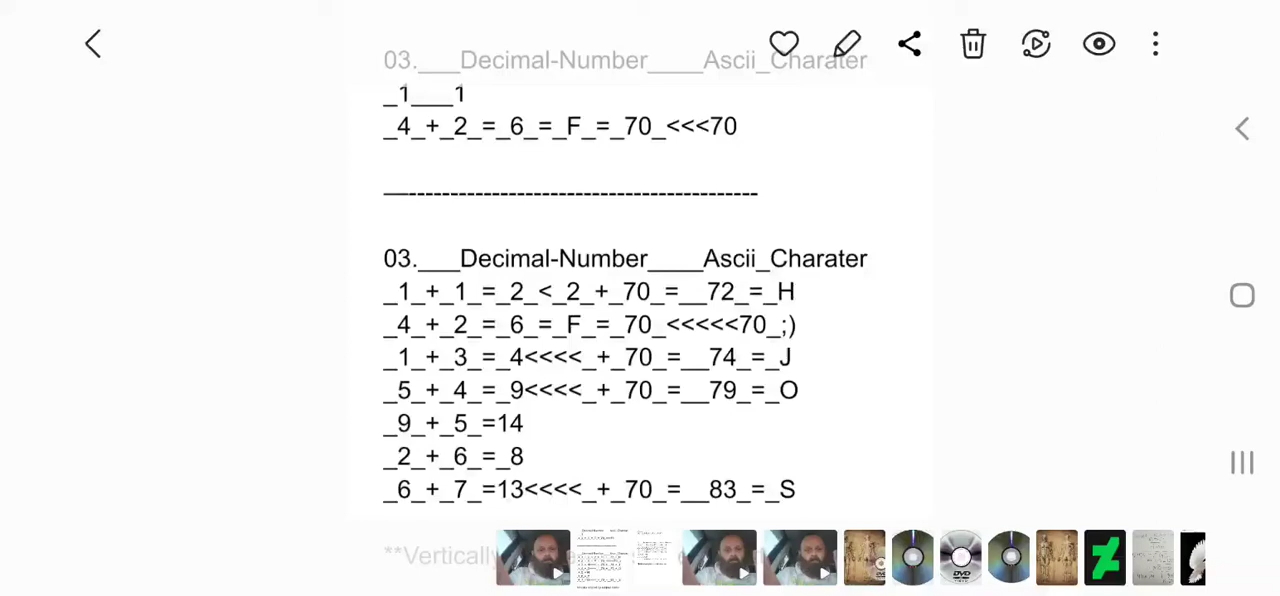 03.___Decimal-Number____Ascii_Charater
_1___1
_4_+_2_=_6_=_F_=_70_<<<70
—-----------------------------------------
03.___Decimal-Number____Ascii_Charater
_1_+_1_=_2_<_2_+_70_=__72_=_H
_4_+_2_=_6_=_F_=_70_<<<<<70_;)
_1_+_3_=_4<<<<_+_70_=__74_=_J
_5_+_4_=_9<<<<_+_70_=__79_=_O
_9_+_5_=14
_2_+_6_=_8
_6_+_7_=13<<<<_+_70_=__83_=_S
**Vertically
DVD